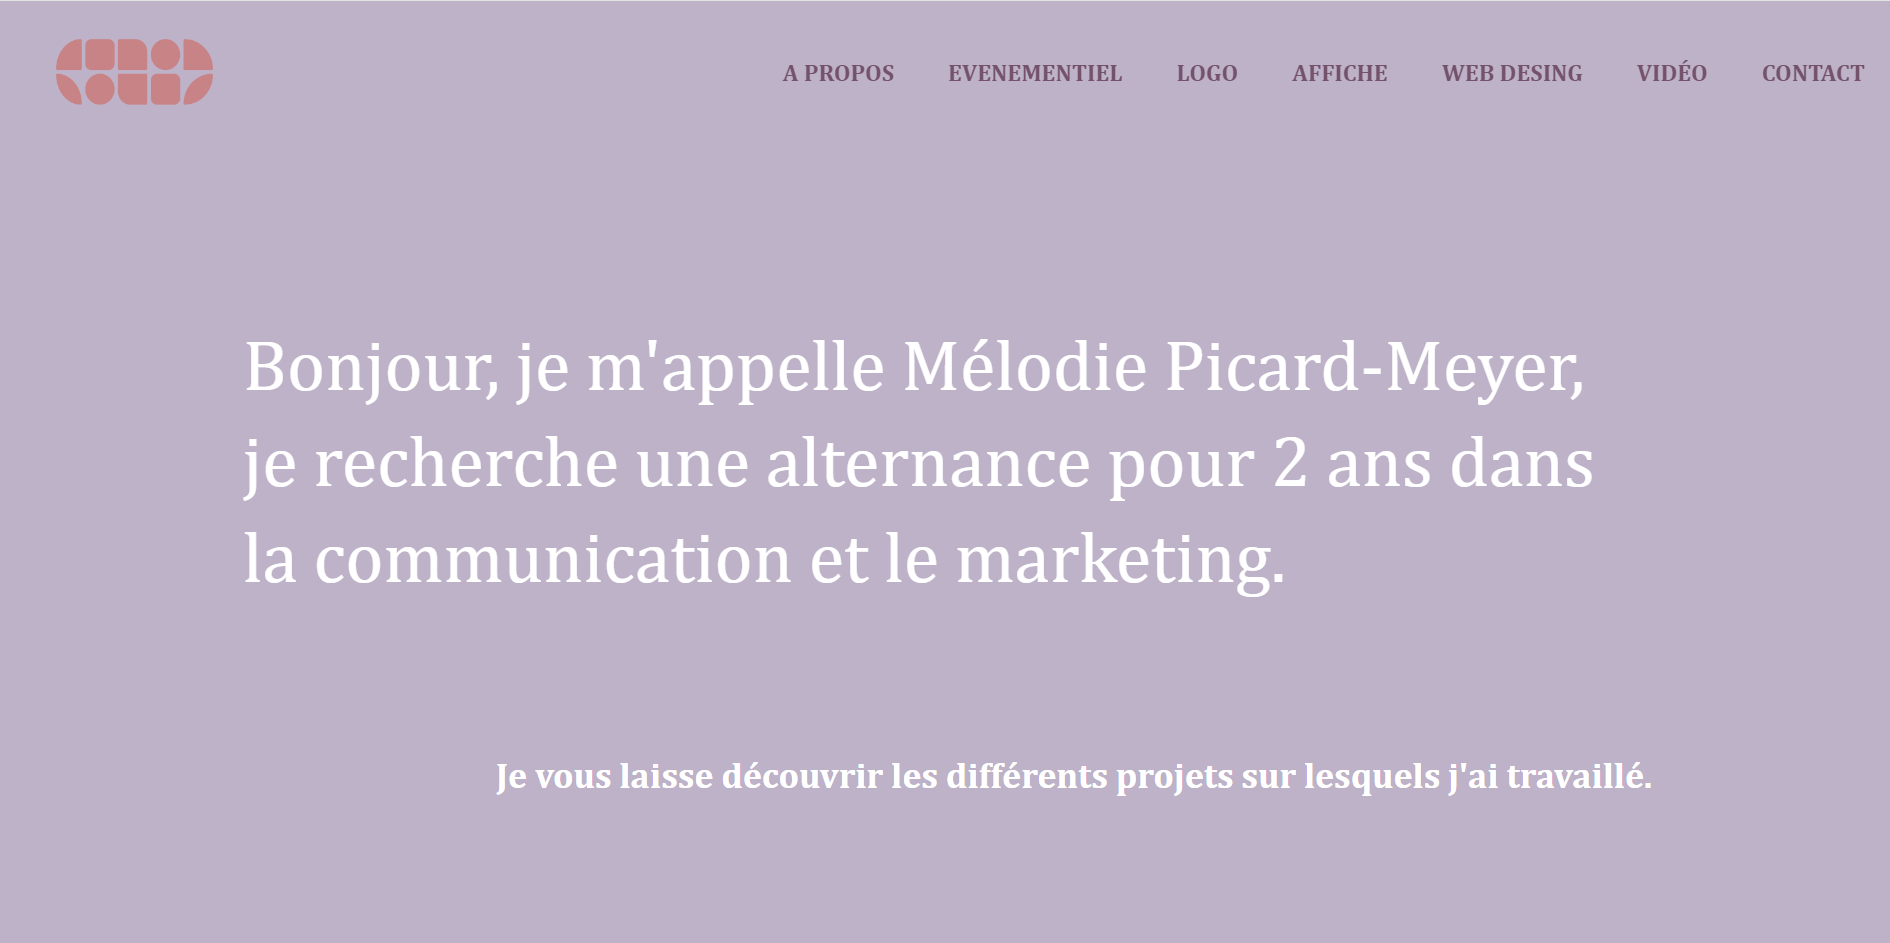 A PROPOS
EVENEMENTIEL
LOGO
AFFICHE
WEB DESING
VIDÉO
CONTACT
Bonjour, je m'appelle Mélodie Picard-Meyer,
je recherche une alternance pour 2 ans dans
la communication et le marketing.
Je vous laisse découvrir les différents projets sur lesquels j'ai travaillé.